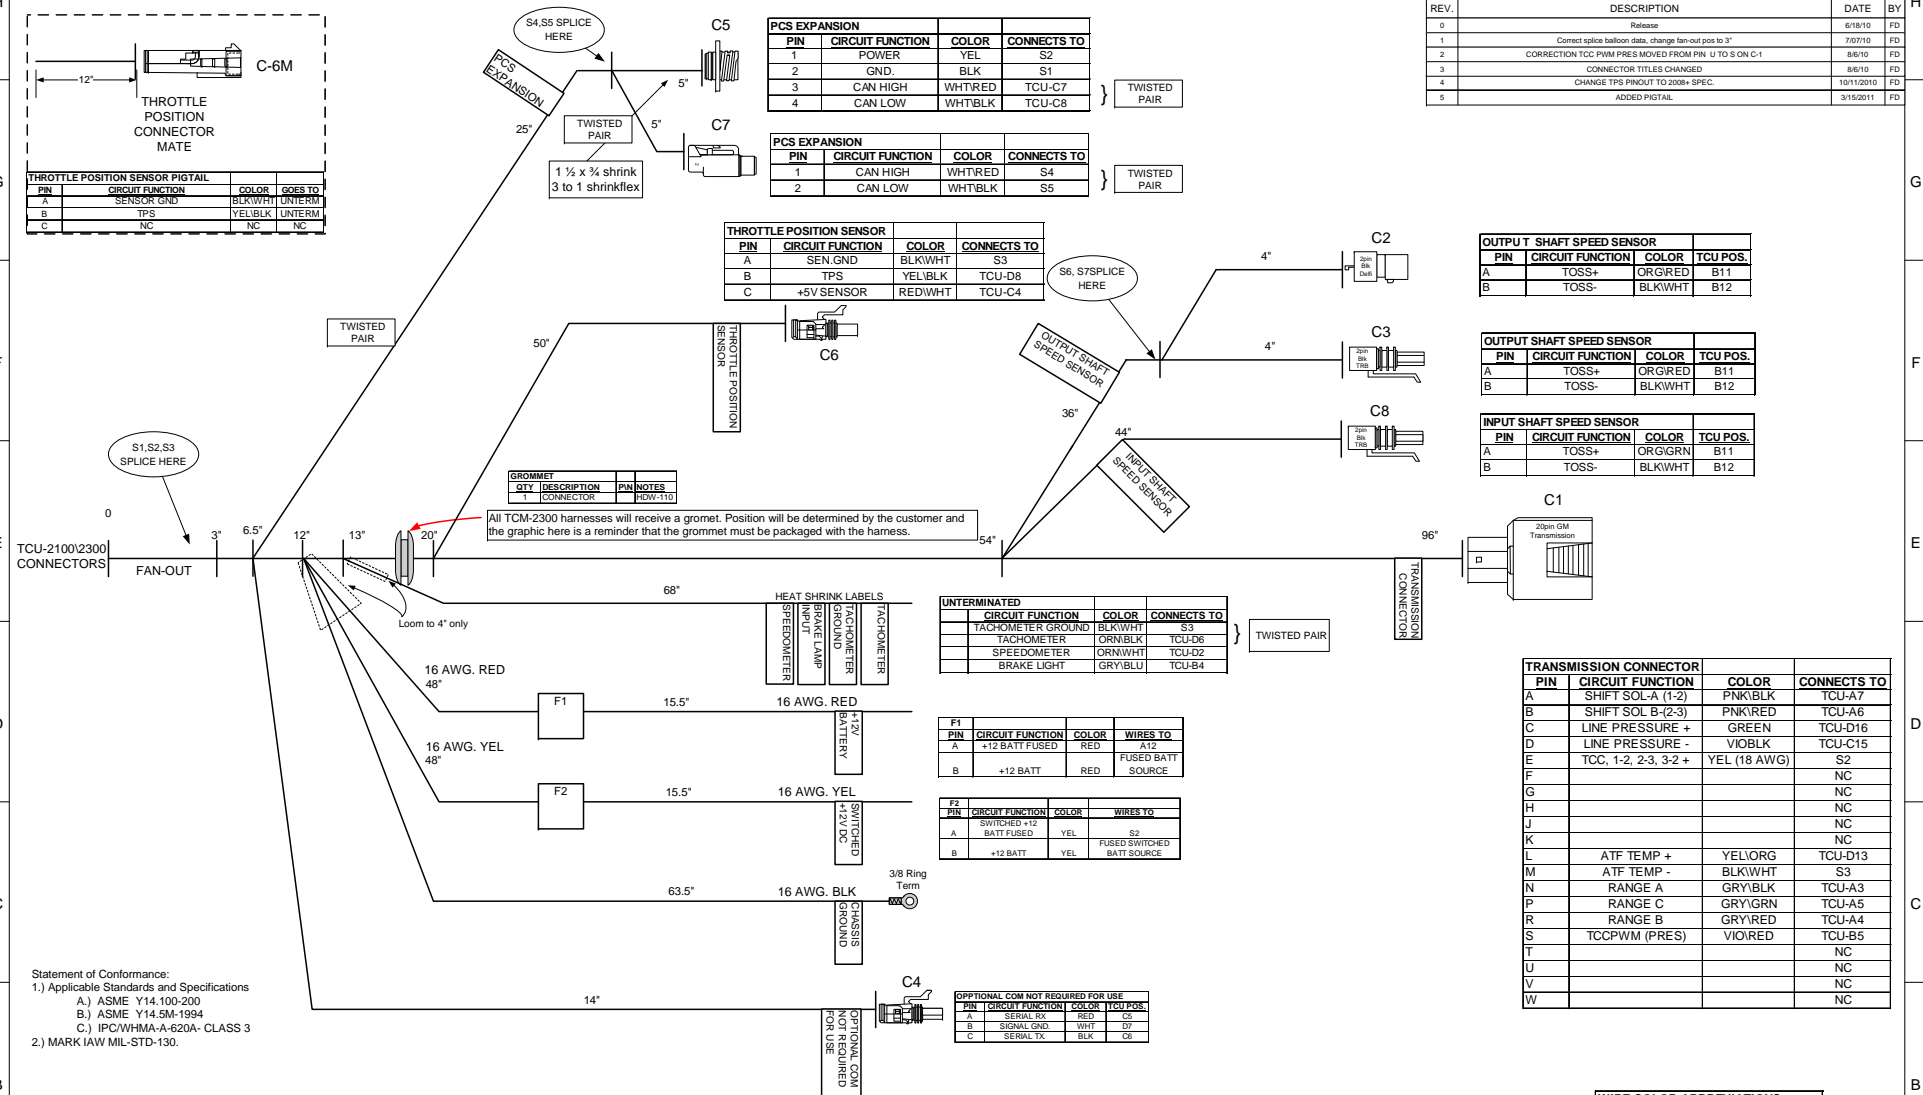 C-6M
12"
THROTTLE
POSITION
CONNECTOR
MATE
THROTTLE POSITION SENSOR PIGTAIL
PIN CIRCUIT FUNCTION COLOR GOES TO
A SENSOR GND BLK\WHT UNTERM
B TPS YEL\BLK UNTERM
C NC NC NC
S4,S5 SPLICE
HERE
PCS
EXPANSION
25"
C5
5"
TWISTED
PAIR
5"
C7
1 ½ x ¾ shrink
3 to 1 shrinkflex
PCS EXPANSION
PIN CIRCUIT FUNCTION COLOR CONNECTS TO
1 POWER YEL S2
2 GND. BLK S1
3 CAN HIGH WHT\RED TCU-C7
4 CAN LOW WHT\BLK TCU-C8
} TWISTED
PAIR
PCS EXPANSION
PIN CIRCUIT FUNCTION COLOR CONNECTS TO
1 CAN HIGH WHT\RED S4
2 CAN LOW WHT\BLK S5
} TWISTED
PAIR
REV. DESCRIPTION DATE BY
0 Release 6/18/10 FD
1 Correct splice balloon data, change fan-out pos to 3" 7/07/10 FD
2 CORRECTION TCC PWM PRES MOVED FROM PIN U TO S ON C-1 8/6/10 FD
3 CONNECTOR TITLES CHANGED 8/6/10 FD
4 CHANGE TPS PINOUT TO 2008+ SPEC. 10/11/2010 FD
5 ADDED PIGTAIL 3/15/2011 FD
H
G
F
E
D
C
B
THROTTLE POSITION SENSOR
PIN CIRCUIT FUNCTION COLOR CONNECTS TO
A SEN.GND BLK\WHT S3
B TPS YEL\BLK TCU-D8
C +5V SENSOR RED\WHT TCU-C4
TWISTED
PAIR
50"
THROTTLE POSITION
SENSOR
C6
S6, S7SPLICE
HERE
4"
C2
2pin
Blk
Delfi
OUTPUT SHAFT
SPEED SENSOR
4"
C3
2pin
Blk
TRB
36"
44"
C8
2pin
Blk
TRB
INPUT SHAFT
SPEED SENSOR
OUTPU T SHAFT SPEED SENSOR
PIN CIRCUIT FUNCTION COLOR TCU POS.
A TOSS+ ORG\RED B11
B TOSS- BLK\WHT B12
OUTPUT SHAFT SPEED SENSOR
PIN CIRCUIT FUNCTION COLOR TCU POS.
A TOSS+ ORG\RED B11
B TOSS- BLK\WHT B12
INPUT SHAFT SPEED SENSOR
PIN CIRCUIT FUNCTION COLOR TCU POS.
A TOSS+ ORG\GRN B11
B TOSS- BLK\WHT B12
S1,S2,S3
SPLICE HERE
0
TCU-2100\2300
CONNECTORS
FAN-OUT
3"
6.5"
12"
13"
20"
54"
96"
GROMMET
QTY DESCRIPTION P\N NOTES
1 CONNECTOR HDW-110
All TCM-2300 harnesses will receive a gromet. Position will be determined by the customer and
the graphic here is a reminder that the grommet must be packaged with the harness.
C1
20pin GM
Transmission
TRANSMISSION
CONNECTOR
Loom to 4" only
68"
HEAT SHRINK LABELS
SPEEDOMETER
BRAKE LAMP
INPUT
TACHOMETER
GROUND
TACHOMETER
UNTERMINATED
CIRCUIT FUNCTION COLOR CONNECTS TO
TACHOMETER GROUND BLK\WHT S3
TACHOMETER ORN\BLK TCU-D6
SPEEDOMETER ORN\WHT TCU-D2
BRAKE LIGHT GRY\BLU TCU-B4
} TWISTED PAIR
16 AWG. RED
48"
F1
15.5"
16 AWG. RED
+12V
BATTERY
F1
PIN CIRCUIT FUNCTION COLOR WIRES TO
A +12 BATT FUSED RED A12
B +12 BATT RED FUSED BATT
SOURCE
16 AWG. YEL
48"
F2
15.5"
16 AWG. YEL
SWITCHED
+12V DC
F2
PIN CIRCUIT FUNCTION COLOR WIRES TO
A SWITCHED +12
BATT FUSED YEL S2
B +12 BATT YEL FUSED SWITCHED
BATT SOURCE
63.5"
16 AWG. BLK
3/8 Ring
Term
CHASSIS
GROUND
TRANSMISSION CONNECTOR
PIN CIRCUIT FUNCTION COLOR CONNECTS TO
A SHIFT SOL-A (1-2) PNK\BLK TCU-A7
B SHIFT SOL B-(2-3) PNK\RED TCU-A6
C LINE PRESSURE + GREEN TCU-D16
D LINE PRESSURE - VIOBLK TCU-C15
E TCC, 1-2, 2-3, 3-2 + YEL (18 AWG) S2
F NC
G NC
H NC
J NC
K NC
L ATF TEMP + YEL\ORG TCU-D13
M ATF TEMP - BLK\WHT S3
N RANGE A GRY\BLK TCU-A3
P RANGE C GRY\GRN TCU-A5
R RANGE B GRY\RED TCU-A4
S TCCPWM (PRES) VIO\RED TCU-B5
T NC
U NC
V NC
W NC
Statement of Conformance:
1.) Applicable Standards and Specifications
A.) ASME Y14.100-200
B.) ASME Y14.5M-1994
C.) IPC/WHMA-A-620A- CLASS 3
2.) MARK IAW MIL-STD-130.
14"
C4
OPTIONAL COM
NOT REQUIRED
FOR USE
OPPTIONAL COM NOT REQUIRED FOR USE
PIN CIRCUIT FUNCTION COLOR TCU POS.
A SERIAL RX RED C5
B SIGNAL GND. WHT D7
C SERIAL TX BLK C6